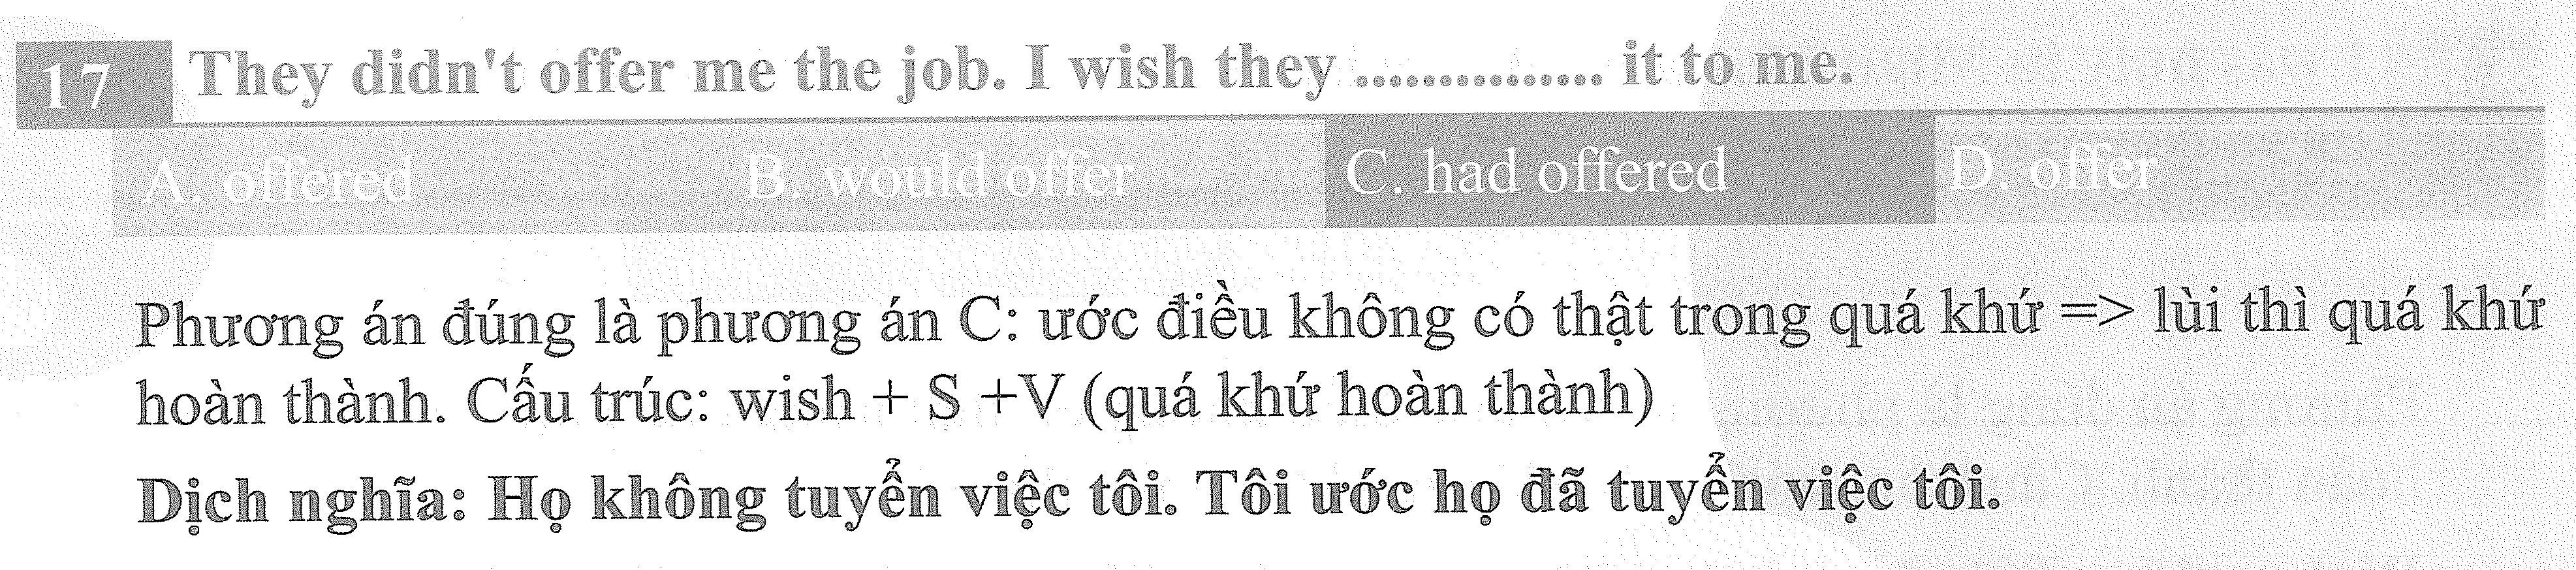 17 They didn't offer me the job. I wish they ............... it to me.
A. offered B. would offer C. had offered D. offer
Phương án đúng là phương án C: ước điều không có thật trong quá khứ => lùi thì quá khứ
hoàn thành. Cấu trúc: wish + S +V (quá khứ hoàn thành)
Dịch nghĩa: Họ không tuyển việc tôi. Tôi ước họ đã tuyển việc tôi.